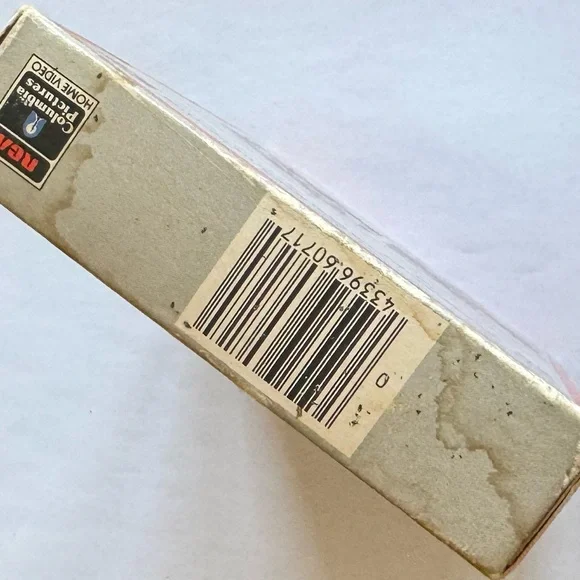 RCA
Columbia
Pictures
HOME VIDEO
0
43396.60717
s